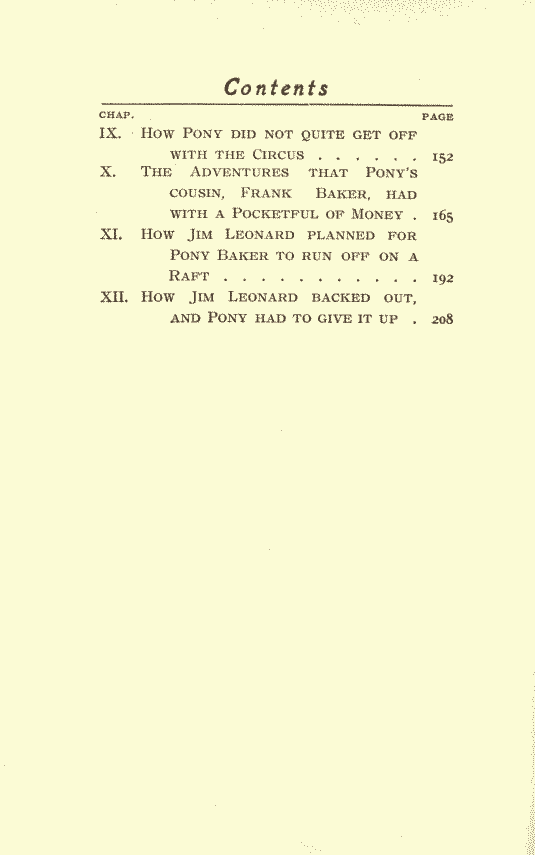 Contents
CHAP. PAGE
IX. HOW PONY DID NOT QUITE GET OFF
WITH THE CIRCUS . . . . . . 152
X. THE ADVENTURES THAT PONY'S
COUSIN, FRANK BAKER, HAD
WITH A POCKETFUL OF MONEY . 165
XI. HOW JIM LEONARD PLANNED FOR
PONY BAKER TO RUN OFF ON A
RAFT . . . . . . . . . . . 192
XII. HOW JIM LEONARD BACKED OUT,
AND PONY HAD TO GIVE IT UP . 208